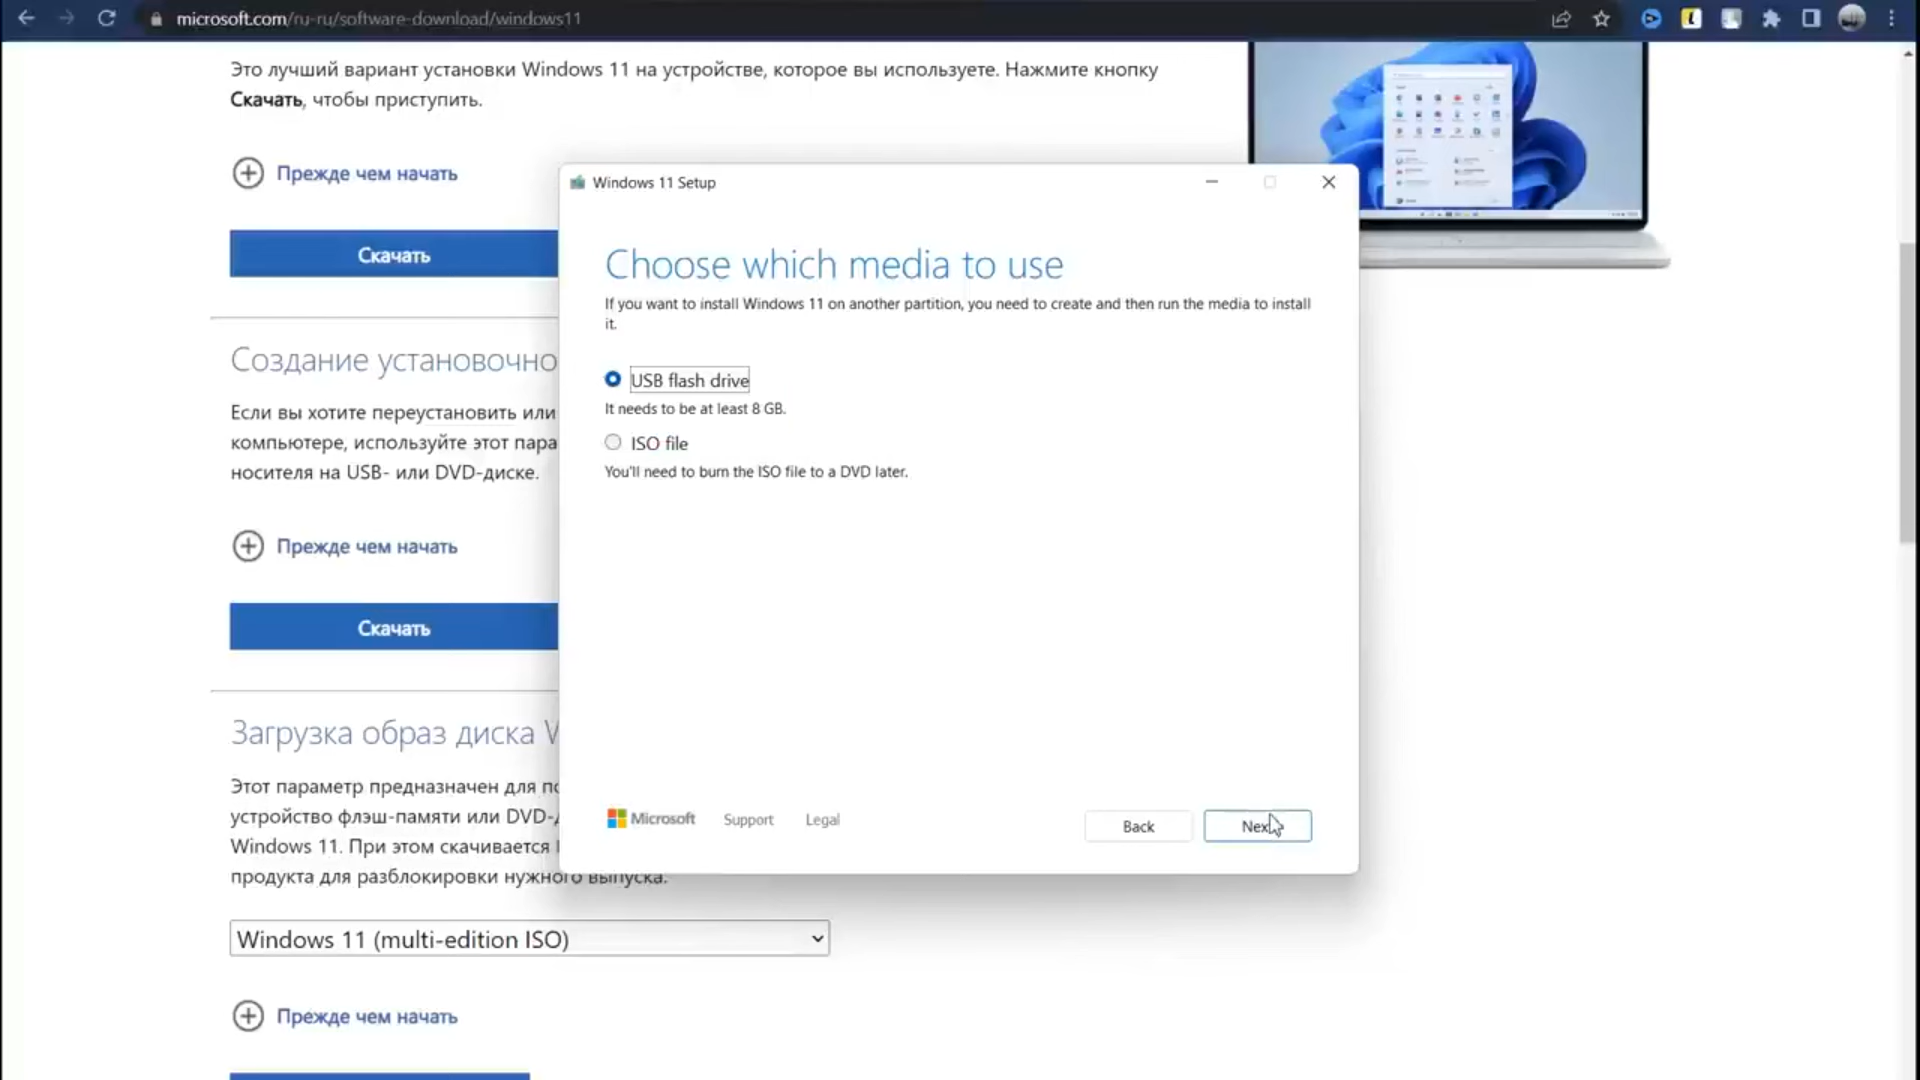 microsoft.com/ru-ru/software-download/windows11
Это лучший вариант установки Windows 11 на устройстве, которое вы используете. Нажмите кнопку
Скачать, чтобы приступить.
Прежде чем начать
Скачать
Создание установочно
Если вы хотите переустановить или
компьютере, используйте этот пара
носителя на USB- или DVD-диске.
Прежде чем начать
Скачать
Загрузка образ диска W
Этот параметр предназначен для по
устройство флэш-памяти или DVD-д
Windows 11. При этом скачивается
продукта для разблокировки нужного выпуска.
Windows 11 (multi-edition ISO)
Прежде чем начать
Windows 11 Setup
Choose which media to use
If you want to install Windows 11 on another partition, you need to create and then run the media to install
it.
USB flash drive
It needs to be at least 8 GB.
ISO file
You'll need to burn the ISO file to a DVD later.
Microsoft Support Legal
Back Next